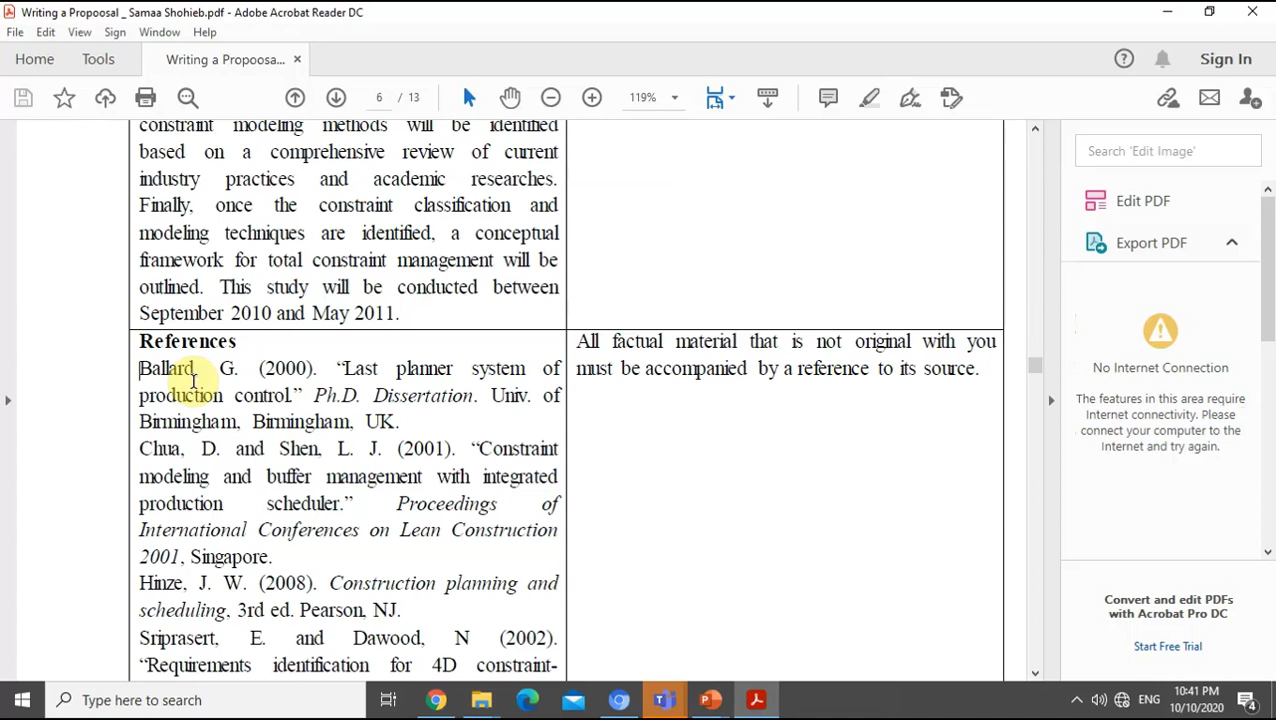 Writing a Propoosal _ Samaa Shohieb.pdf - Adobe Acrobat Reader DC
File Edit View Sign Window Help
Home Tools Writing a Propoosa... × Sign In
6 / 13 119%
constraint modeling methods will be identified
based on a comprehensive review of current
industry practices and academic researches.
Finally, once the constraint classification and
modeling techniques are identified, a conceptual
framework for total constraint management will be
outlined. This study will be conducted between
September 2010 and May 2011.
References
Ballard, G. (2000). “Last planner system of
production control.” Ph.D. Dissertation. Univ. of
Birmingham, Birmingham, UK.
Chua, D. and Shen, L. J. (2001). “Constraint
modeling and buffer management with integrated
production scheduler.” Proceedings of
International Conferences on Lean Construction
2001, Singapore.
Hinze, J. W. (2008). Construction planning and
scheduling, 3rd ed. Pearson, NJ.
Sriprasert, E. and Dawood, N (2002).
“Requirements identification for 4D constraint-
All factual material that is not original with you
must be accompanied by a reference to its source.
Search 'Edit Image'
Edit PDF
Export PDF
No Internet Connection
The features in this area require
Internet connectivity. Please
connect your computer to the
Internet and try again.
Convert and edit PDFs
with Acrobat Pro DC
Start Free Trial
Type here to search
ENG
10:41 PM
10/10/2020
4